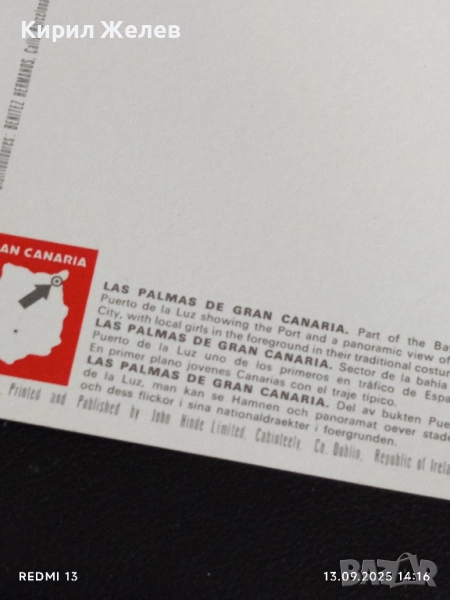 Кирил Желев
Distribuidores: BENITEZ HERMANOS,
AN CANARIA
LAS PALMAS DE GRAN CANARIA. Part of the Bay
Puerto de la Luz showing the Port and a panoramic view of
City, with local girls in the foreground in their traditional costum
LAS PALMAS DE GRAN CANARIA. Sector de la bahia
Puerto de la Luz uno de los primeros en tráfico de Espa
En primer plano jovenes Canarias con el traje típico.
LAS PALMAS DE GRAN CANARIA. Del av bukten Pue
de la Luz, man kan se Hamnen och panoramat oever stade
och dess flickor i sina nationaldraekter i foergrunden.
Printed and Published by John Hinde Limited, Cabinteely, Co. Dublin, Republic of Irela
REDMI 13
13.09.2025 14:16
BAZAR